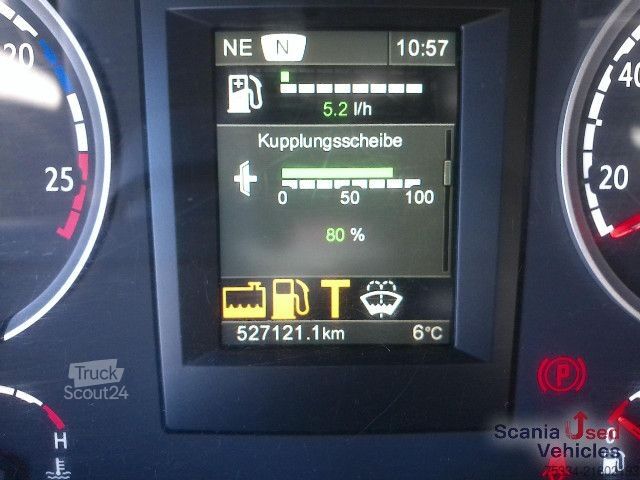 NE N 10:57
5.2 l/h
Kupplungsscheibe
0 50 100
80 %
T
527121.1km 6°C
20
25
40
20
H
P
Truck
Scout24
Scania Used
Vehicles